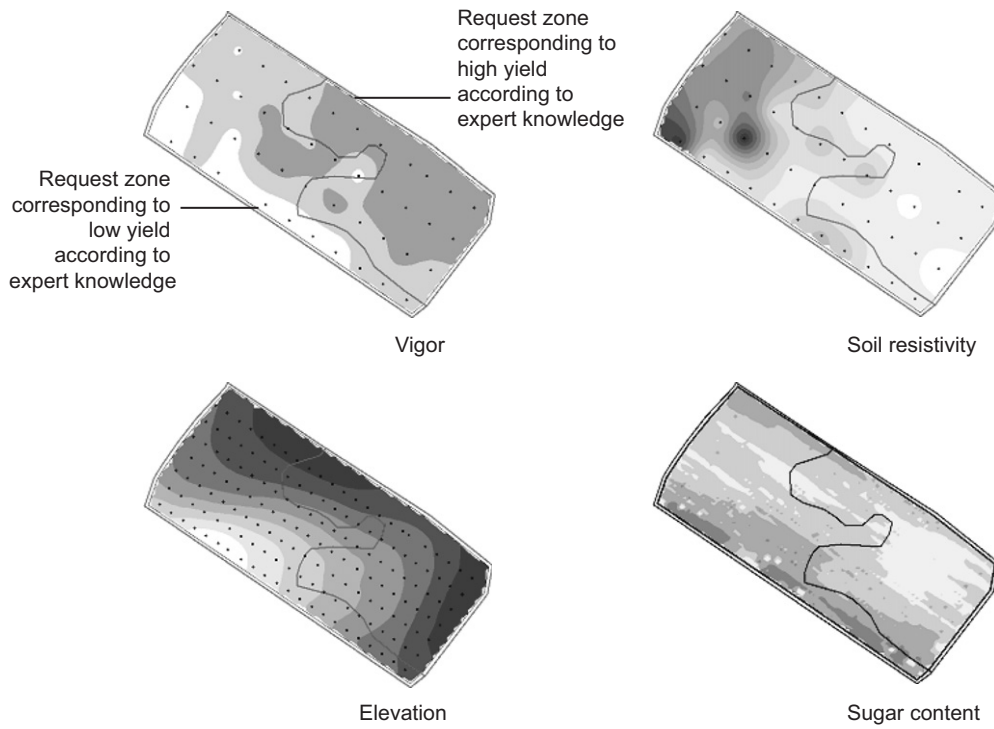 Request zone
corresponding to
high yield
according to
expert knowledge
Request zone
corresponding to
low yield
according to
expert knowledge
Vigor
Soil resistivity
Elevation
Sugar content